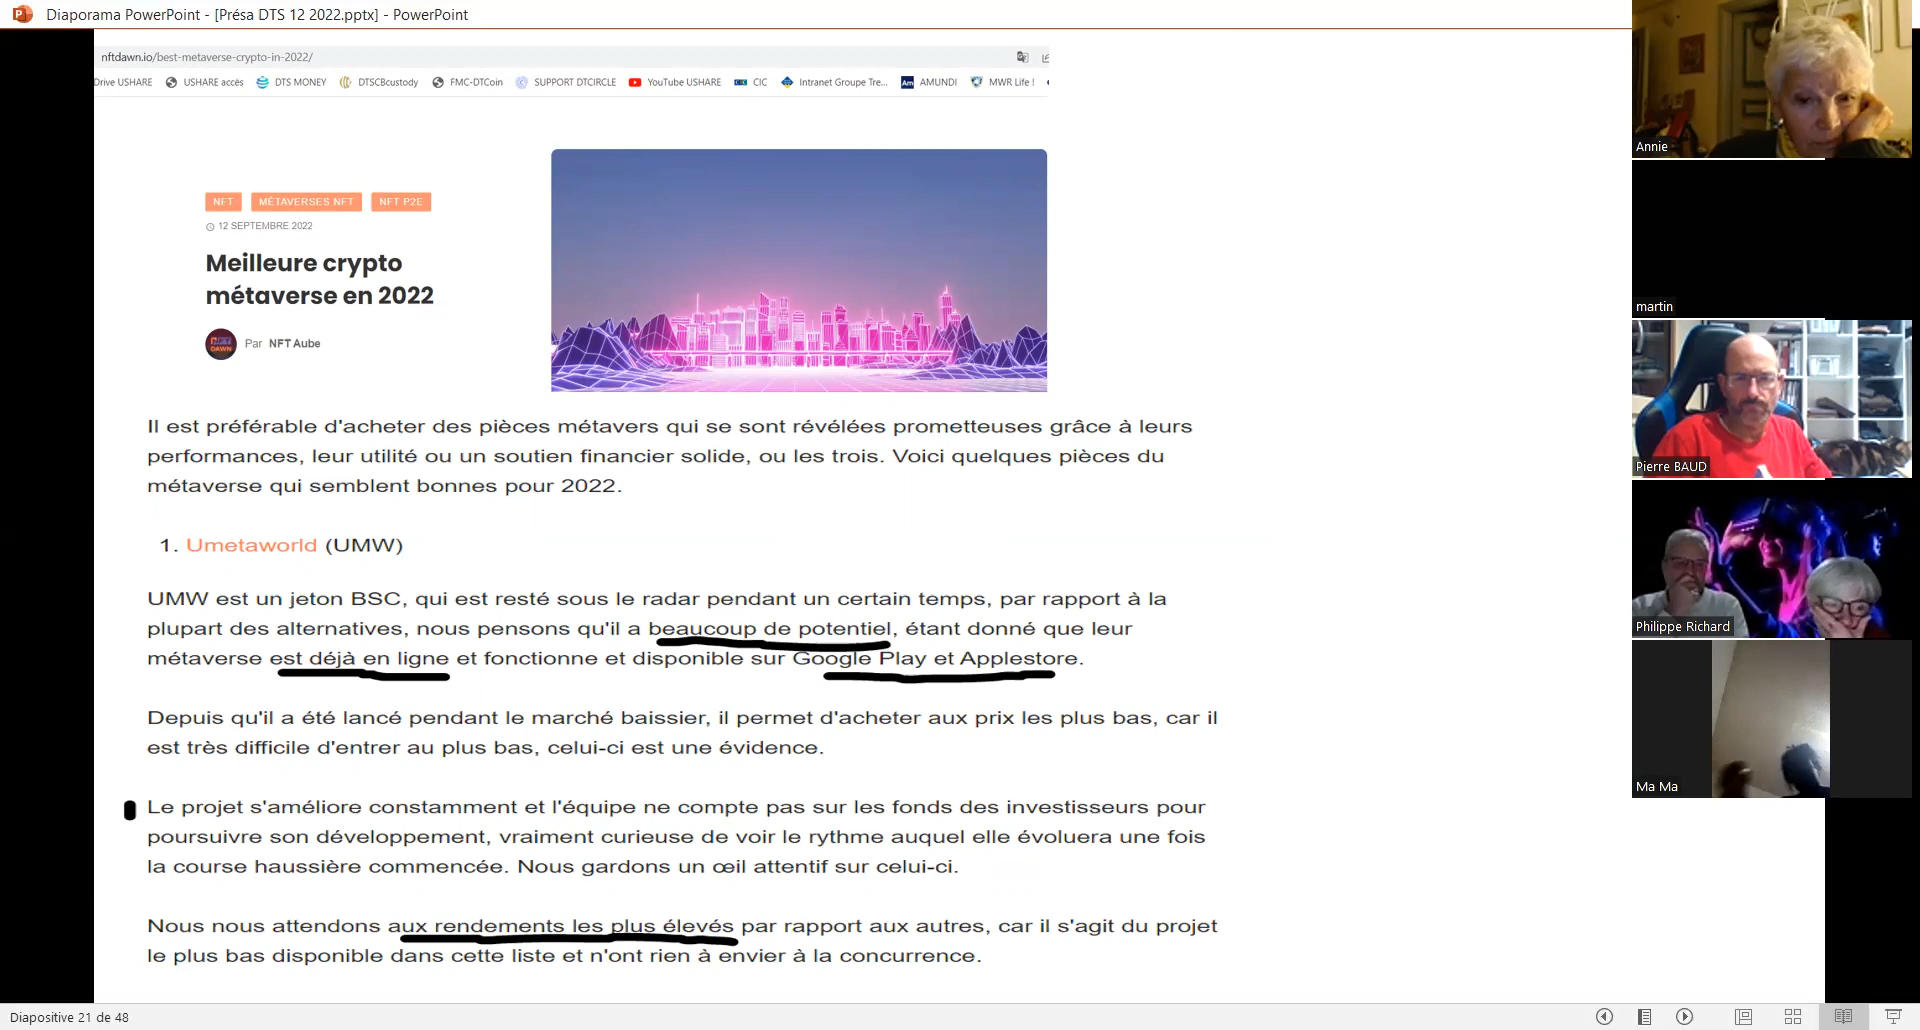 Diaporama PowerPoint - [Présa DTS 12 2022.pptx] - PowerPoint
nftdawn.io/best-metaverse-crypto-in-2022/
Drive USHARE USHARE accès DTS MONEY DTSCBcustody FMC-DTCoin SUPPORT DTCIRCLE YouTube USHARE CIC Intranet Groupe Tre... Am AMUNDI MWR Life !
NFT MÉTAVERSES NFT NFT P2E
12 SEPTEMBRE 2022
Meilleure crypto
métaverse en 2022
Par NFT Aube
Il est préférable d'acheter des pièces métavers qui se sont révélées prometteuses grâce à leurs
performances, leur utilité ou un soutien financier solide, ou les trois. Voici quelques pièces du
métaverse qui semblent bonnes pour 2022.
1. Umetaworld (UMW)
UMW est un jeton BSC, qui est resté sous le radar pendant un certain temps, par rapport à la
plupart des alternatives, nous pensons qu'il a beaucoup de potentiel, étant donné que leur
métaverse est déjà en ligne et fonctionne et disponible sur Google Play et Applestore.
Depuis qu'il a été lancé pendant le marché baissier, il permet d'acheter aux prix les plus bas, car il
est très difficile d'entrer au plus bas, celui-ci est une évidence.
Le projet s'améliore constamment et l'équipe ne compte pas sur les fonds des investisseurs pour
poursuivre son développement, vraiment curieuse de voir le rythme auquel elle évoluera une fois
la course haussière commencée. Nous gardons un œil attentif sur celui-ci.
Nous nous attendons aux rendements les plus élevés par rapport aux autres, car il s'agit du projet
le plus bas disponible dans cette liste et n'ont rien à envier à la concurrence.
Annie
martin
Pierre BAUD
Philippe Richard
Ma Ma
Diapositive 21 de 48